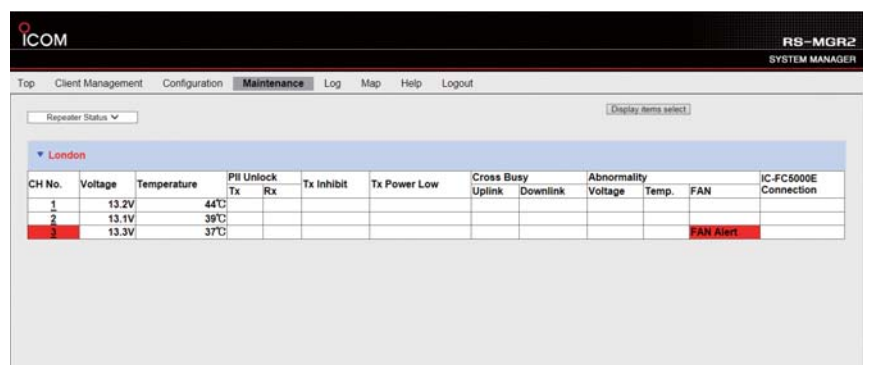 ICOM
RS-MGR2
SYSTEM MANAGER
Top Client Management Configuration Maintenance Log Map Help Logout
Repeater Status
Display items select
London
CH No. Voltage Temperature Pll Unlock Tx Inhibit Tx Power Low Cross Busy Abnormality IC-FC5000E Connection
Tx Rx Uplink Downlink Voltage Temp. FAN
1 13.2V 44℃
2 13.1V 39℃
3 13.3V 37℃ FAN Alert